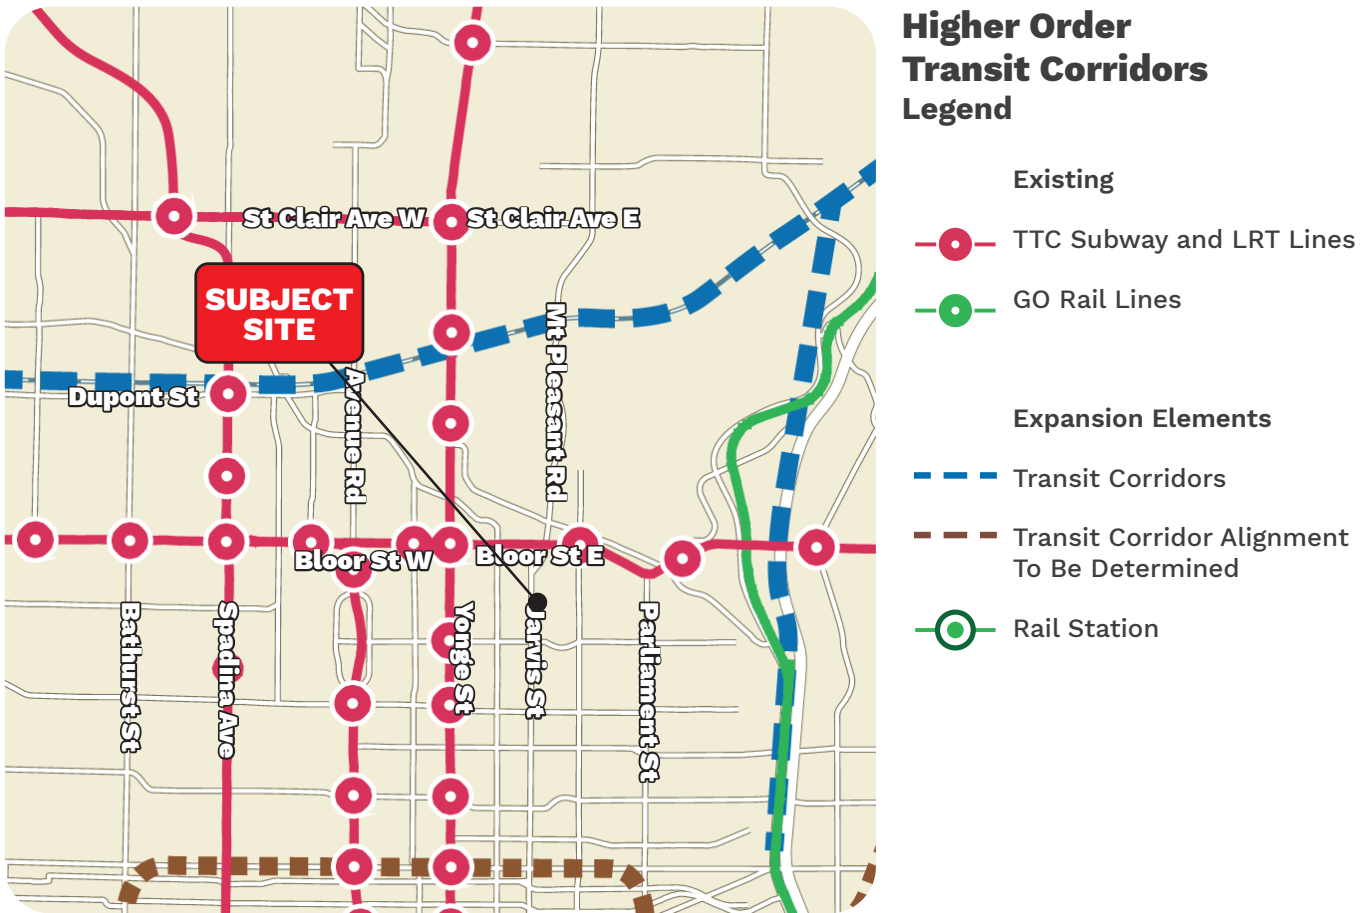 Higher Order
Transit Corridors
Legend
Existing
TTC Subway and LRT Lines
GO Rail Lines
Expansion Elements
Transit Corridors
Transit Corridor Alignment
To Be Determined
Rail Station
St Clair Ave W
St Clair Ave E
SUBJECT
SITE
Dupont St
Avenue Rd
Mt Pleasant Rd
Bloor St W
Bloor St E
Bathurst St
Spadina Ave
Yonge St
Jarvis St
Parliament St